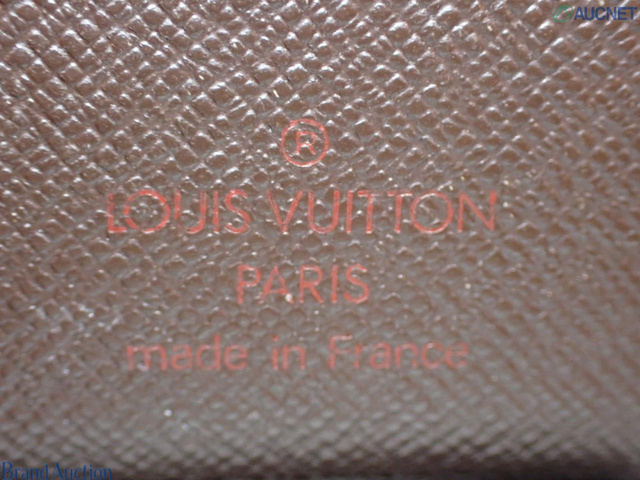 AUCNET
®
LOUIS VUITTON
PARIS
made in France
Brand Auction